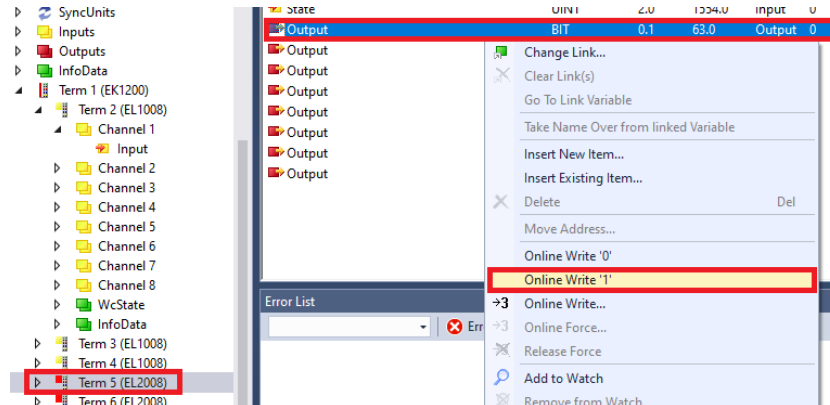 SyncUnits
Inputs
Outputs
InfoData
Term 1 (EK1200)
Term 2 (EL1008)
Channel 1
Input
Channel 2
Channel 3
Channel 4
Channel 5
Channel 6
Channel 7
Channel 8
WcState
InfoData
Term 3 (EL1008)
Term 4 (EL1008)
Term 5 (EL2008)
Term 6 (EL2008)
State UINT 2.0 1554.0 Input 0
Output BIT 0.1 63.0 Output 0
Output
Output
Output
Output
Output
Output
Output
Change Link...
Clear Link(s)
Go To Link Variable
Take Name Over from linked Variable
Insert New Item...
Insert Existing Item...
Delete Del
Move Address...
Online Write '0'
Online Write '1'
Online Write...
Online Force...
Release Force
Add to Watch
Remove from Watch
Error List
Err